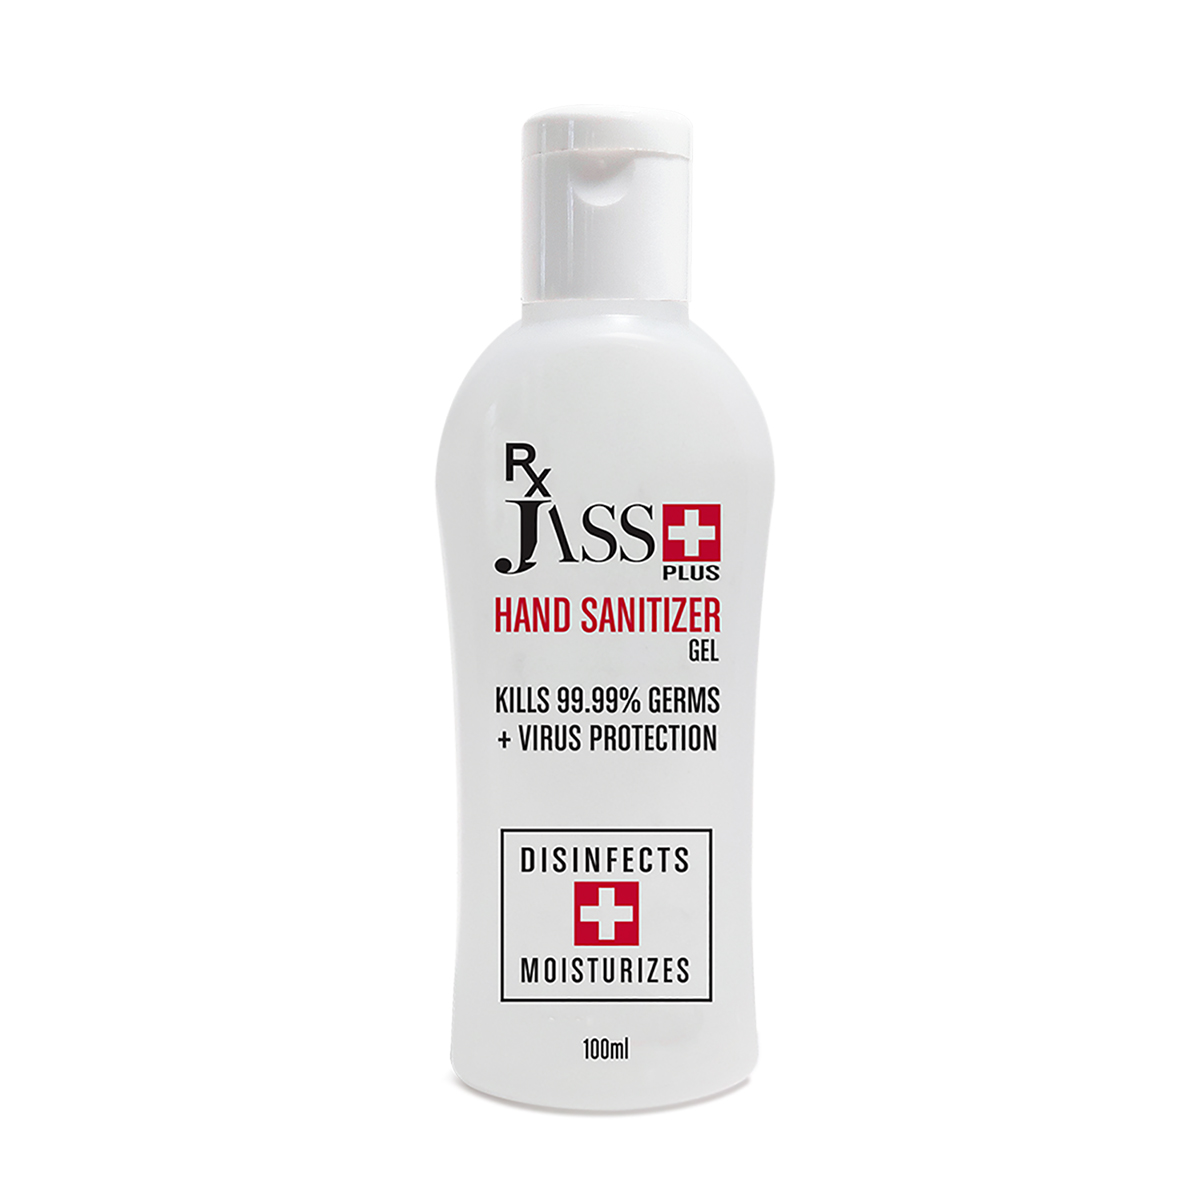 Rx
JASS
PLUS
HAND SANITIZER
GEL
KILLS 99.99% GERMS
+ VIRUS PROTECTION
DISINFECTS
MOISTURIZES
100ml